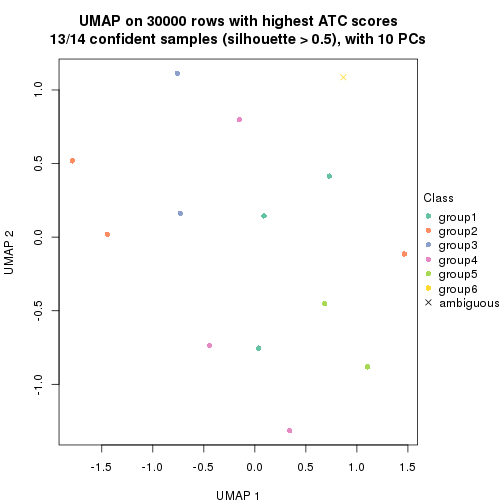 UMAP on 30000 rows with highest ATC scores
13/14 confident samples (silhouette > 0.5), with 10 PCs
UMAP 2
1.0
0.5
0.0
-0.5
-1.0
Class
group1
group2
group3
group4
group5
group6
ambiguous
-1.5
-1.0
-0.5
0.0
0.5
1.0
1.5
UMAP 1